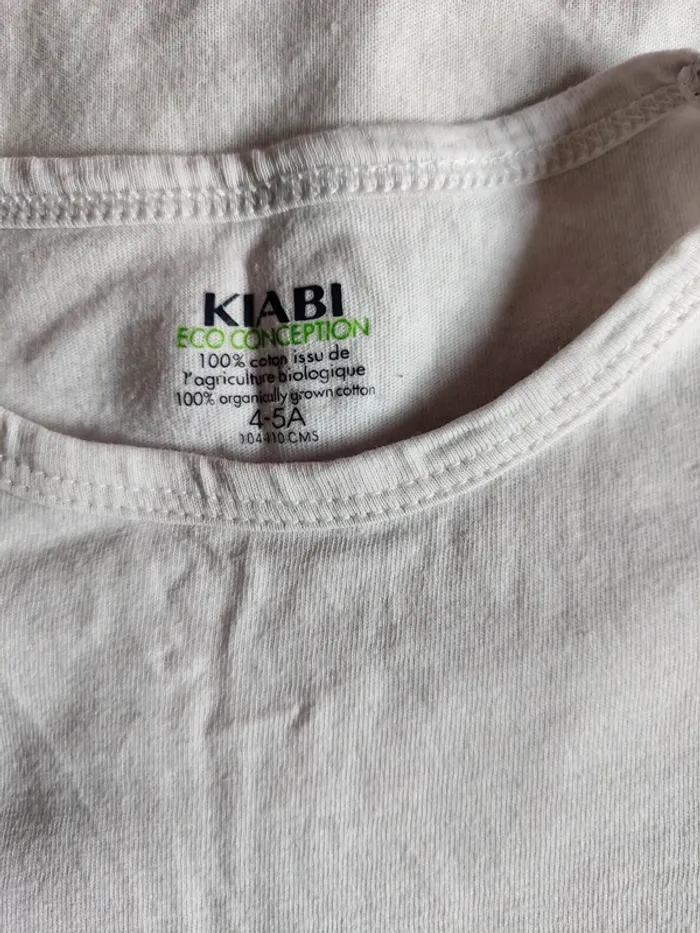 KIABI
ECO CONCEPTION
100% coton issu de
l'agriculture biologique
100% organically grown cotton
4-5A
104-110 CMS